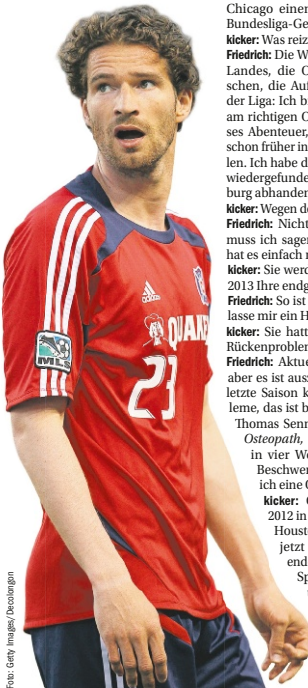 Chicago einer
Bundesliga-Ge
kicker: Was reiz
Friedrich: Die W
Landes, die O
schen, die Auf
der Liga: Ich b
am richtigen O
ses Abenteuer,
schon früher in
len. Ich habe d
wiedergefunde
burg abhanden
kicker: Wegen de
Friedrich: Nicht
muss ich sagen
hat es einfach n
kicker: Sie werd
2013 Ihre endg
Friedrich: So ist
lasse mir ein H
kicker: Sie hatt
Rückenproblem
Friedrich: Aktue
aber es ist aus
letzte Saison k
leme, das ist b
Thomas Senn
Osteopath,
in vier We
Beschwer
ich eine O
kicker:
2012 in
Houst
jetzt
end
Sp
adidas
QUAKE
23
MLS
Foto: Getty Images/Decolongon